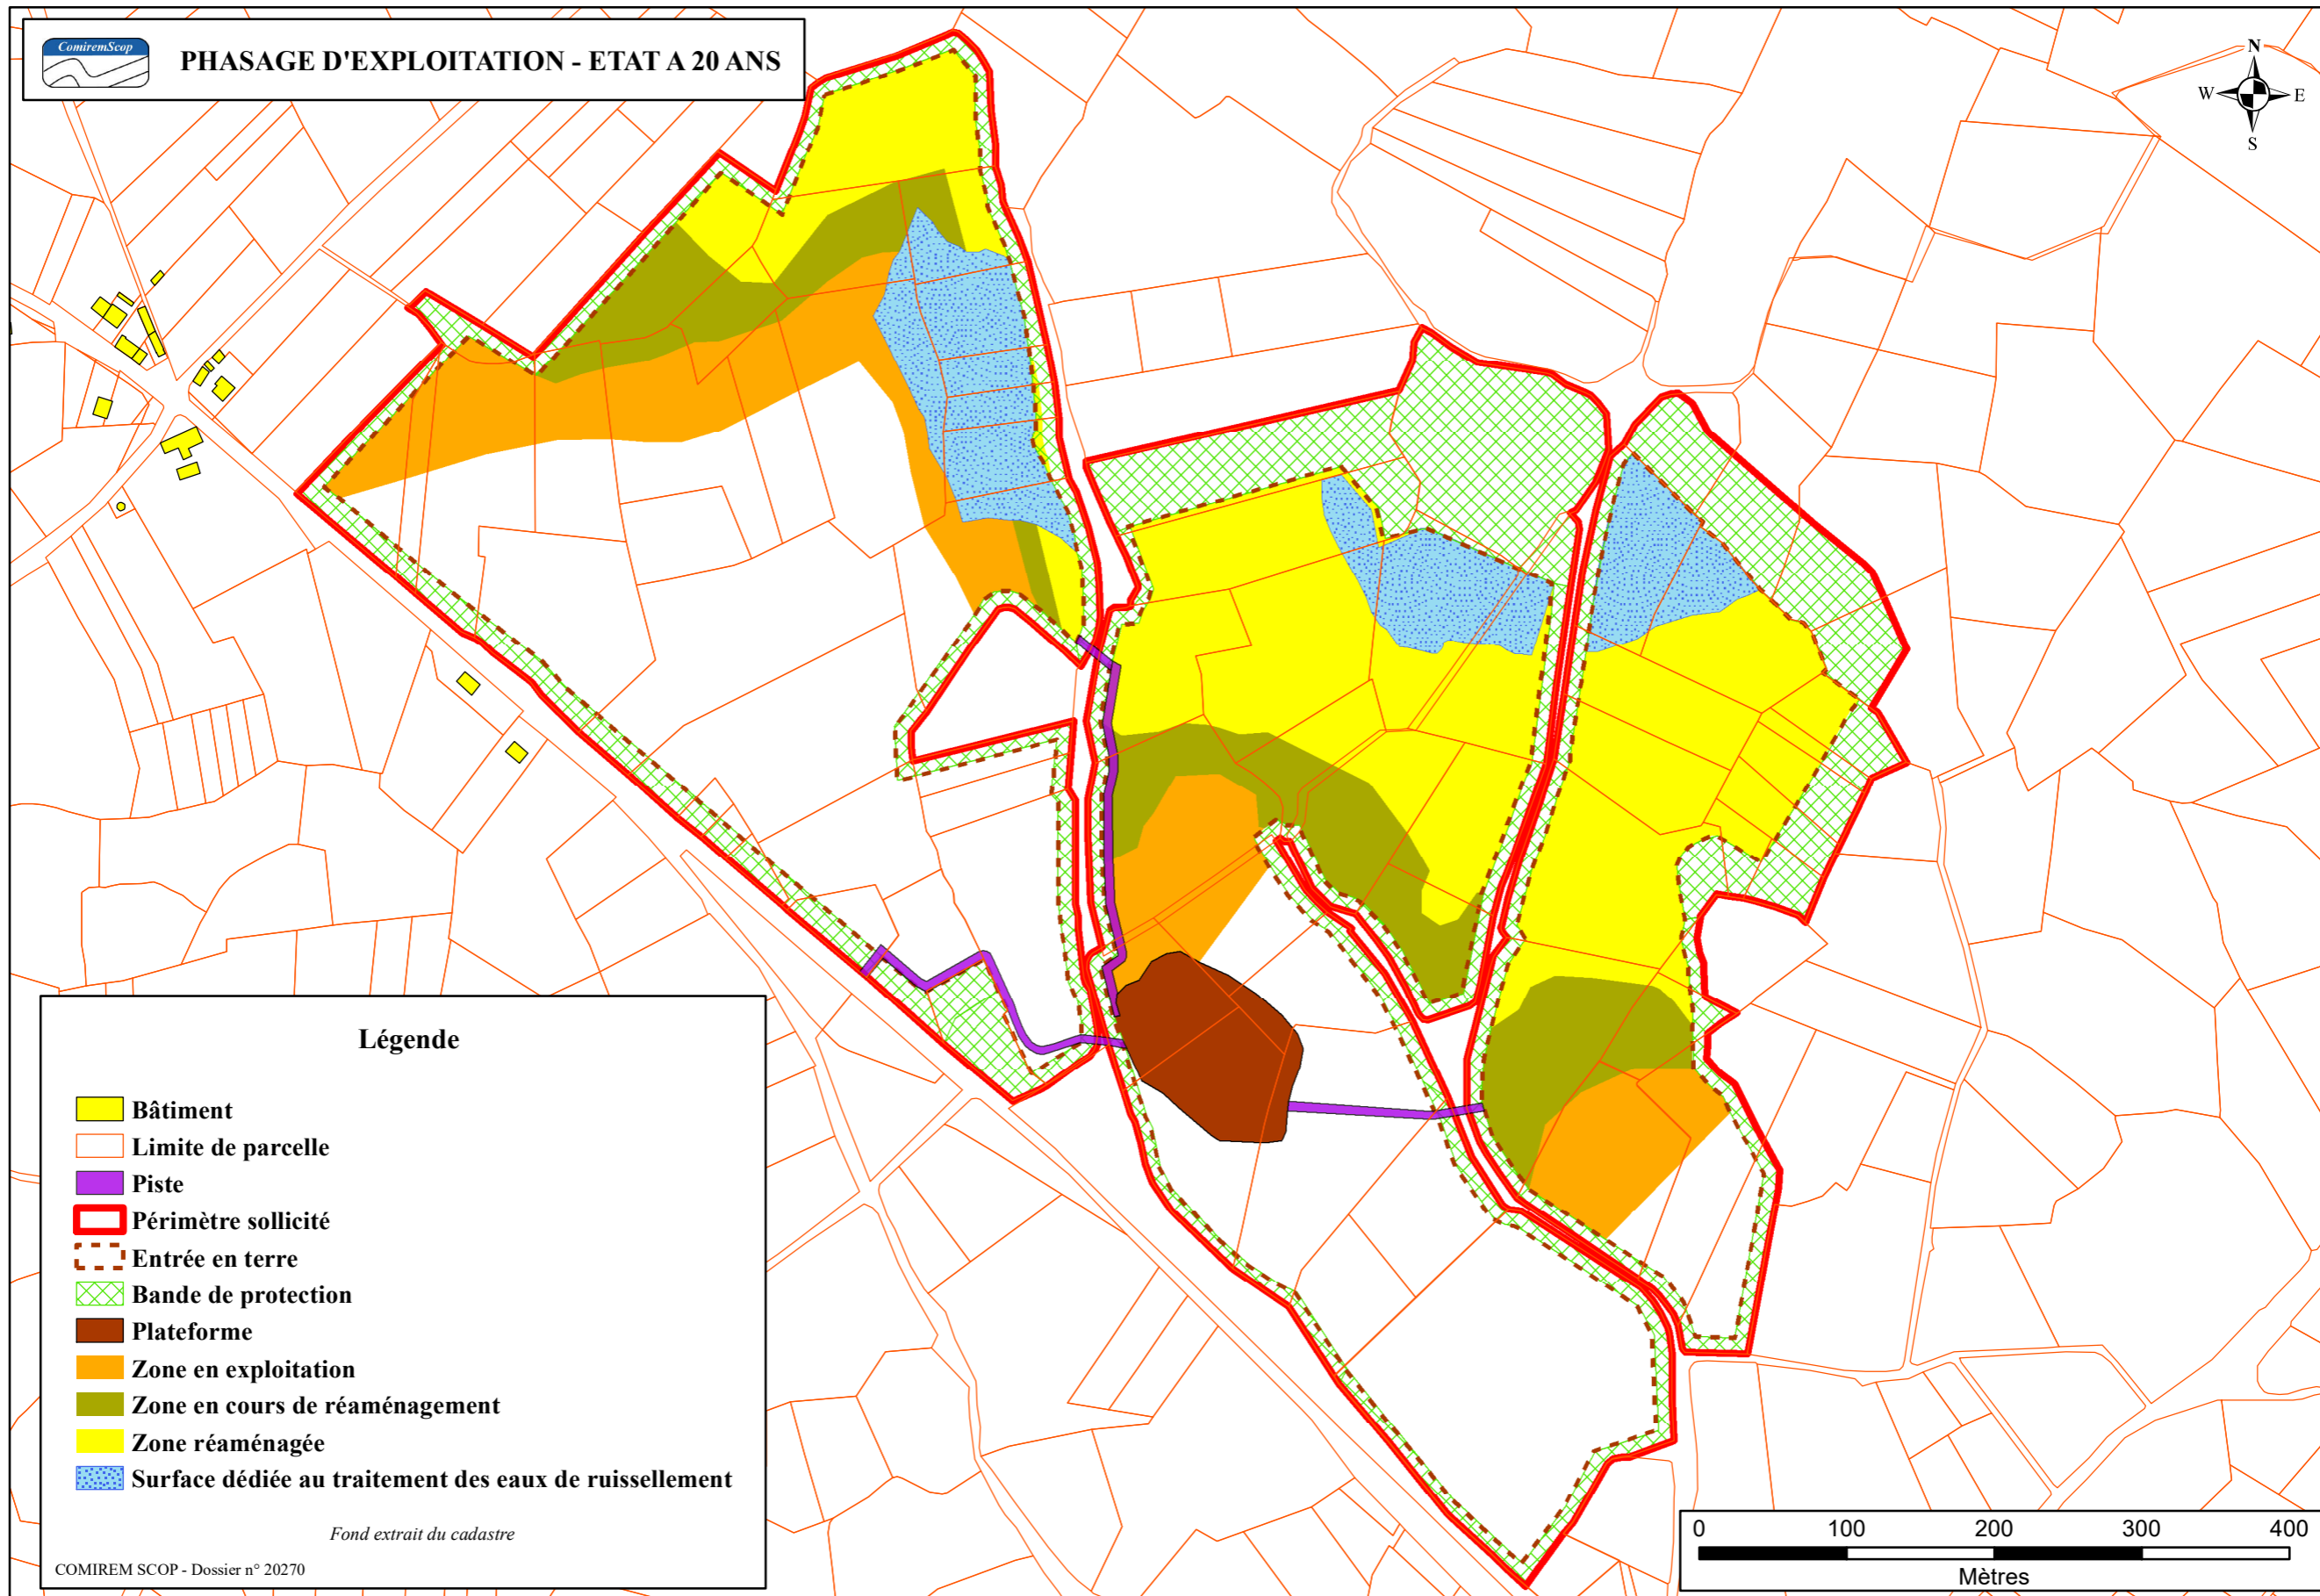 ComiremScop
PHASAGE D'EXPLOITATION - ETAT A 20 ANS
N
W
E
S
Légende
Bâtiment
Limite de parcelle
Piste
Périmètre sollicité
Entrée en terre
Bande de protection
Plateforme
Zone en exploitation
Zone en cours de réaménagement
Zone réaménagée
Surface dédiée au traitement des eaux de ruissellement
Fond extrait du cadastre
COMIREM SCOP - Dossier n° 20270
0 100 200 300 400
Mètres